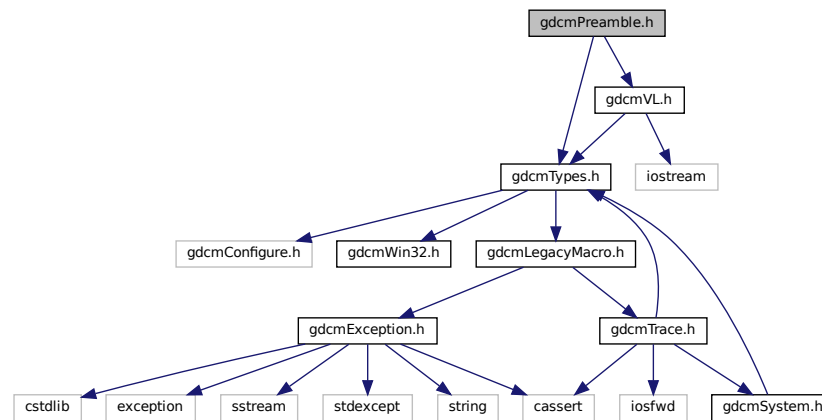 gdcmPreamble.h
gdcmVL.h
gdcmTypes.h
iostream
gdcmConfigure.h
gdcmWin32.h
gdcmLegacyMacro.h
gdcmException.h
gdcmTrace.h
cstdlib
exception
sstream
stdexcept
string
cassert
iosfwd
gdcmSystem.h